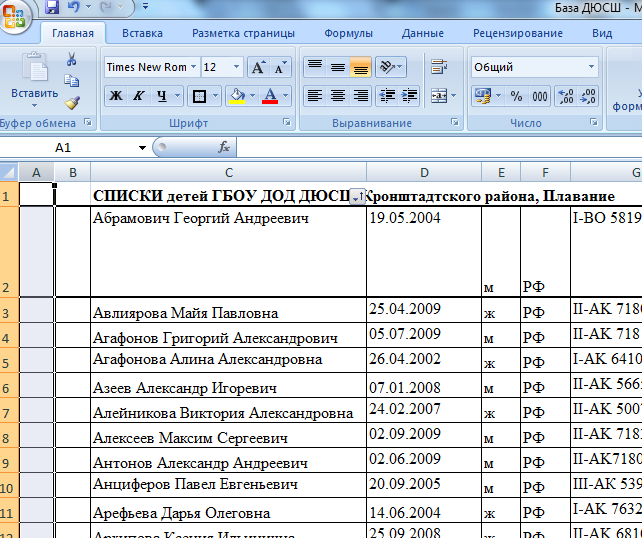 База ДЮСШ - M
Главная Вставка Разметка страницы Формулы Данные Рецензирование Вид
Times New Rom 12 Общий
Вставить Ж К Ч % 000
Буфер обмена Шрифт Выравнивание Число
A1 fx
A B C D E F G
1 СПИСКИ детей ГБОУ ДОД ДЮСШ Кронштадтского района, Плавание
2 Абрамович Георгий Андреевич 19.05.2004 м РФ I-ВО 5819
3 Авлиярова Майя Павловна 25.04.2009 ж РФ II-АК 718
4 Агафонов Григорий Александрович 05.07.2009 м РФ II-АК 718
5 Агафонова Алина Александровна 26.04.2002 ж РФ I-АК 6410
6 Азеев Александр Игоревич 07.01.2008 м РФ II-АК 566
7 Алейникова Виктория Александровна 24.02.2007 ж РФ II-АК 500
8 Алексеев Максим Сергеевич 02.09.2009 м РФ II-АК 718
9 Антонов Александр Андреевич 02.06.2009 м РФ II-АК7180
10 Анциферов Павел Евгеньевич 20.09.2005 м РФ III-АК 539
11 Арефьева Дарья Олеговна 14.06.2004 ж РФ I-АК 7632
25.09.2008 РФ